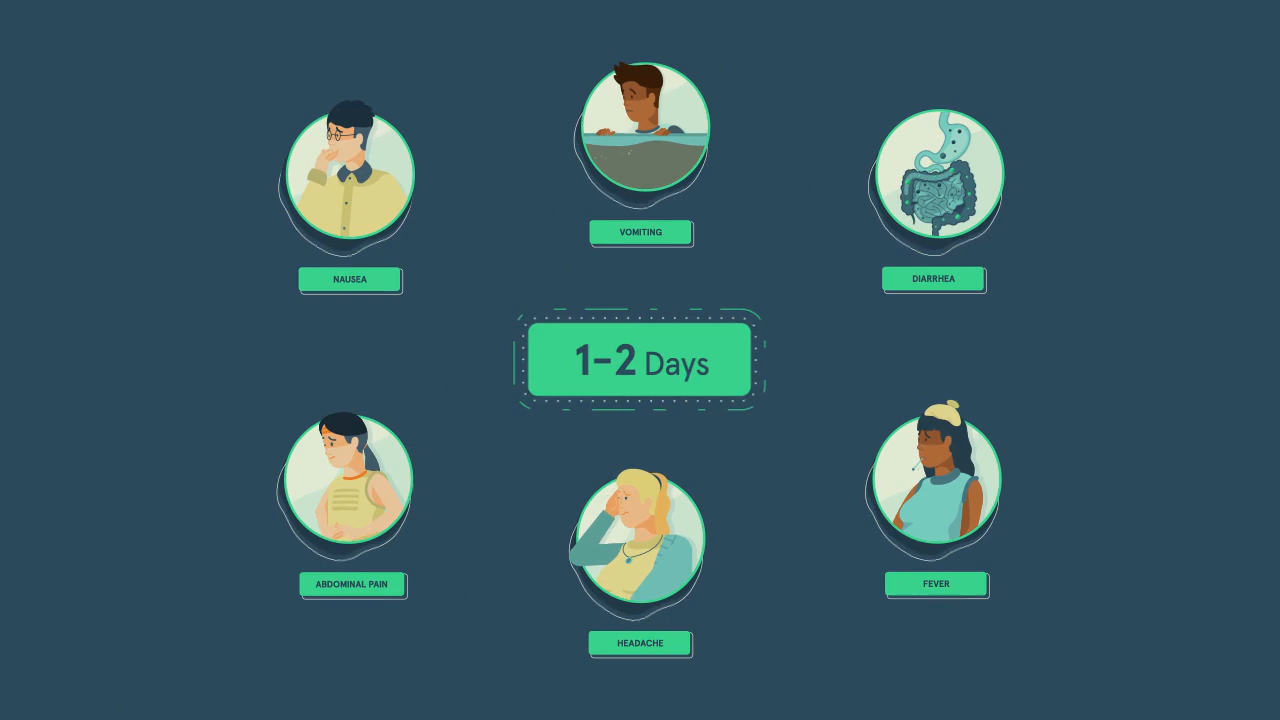 VOMITING
NAUSEA
DIARRHEA
1-2 Days
ABDOMINAL PAIN
FEVER
HEADACHE